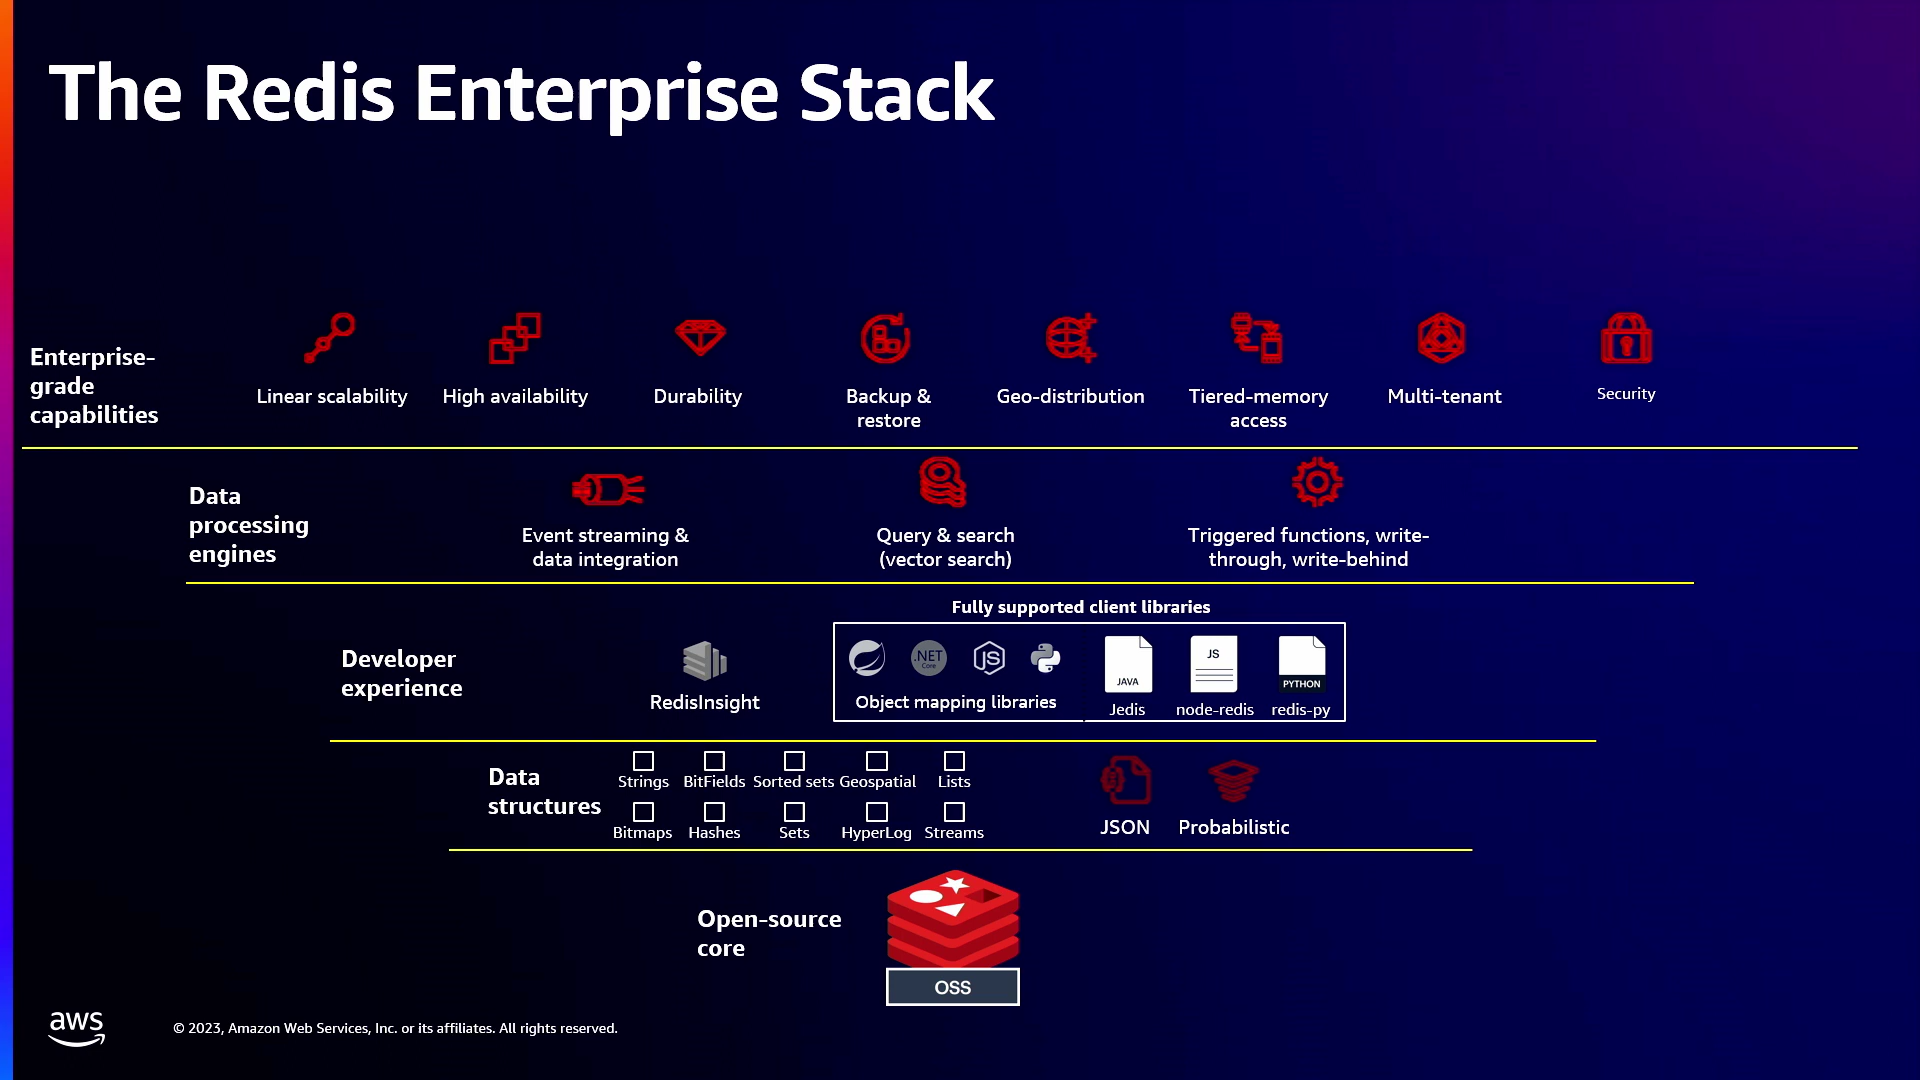 The Redis Enterprise Stack
Enterprise-
grade
capabilities
Linear scalability
High availability
Durability
Backup &
restore
Geo-distribution
Tiered-memory
access
Multi-tenant
Security
Data
processing
engines
Event streaming &
data integration
Query & search
(vector search)
Triggered functions, write-
through, write-behind
Fully supported client libraries
Developer
experience
RedisInsight
.NET
Core
JS
Object mapping libraries
JAVA
Jedis
JS
node-redis
PYTHON
redis-py
Data
structures
Strings
BitFields
Sorted sets
Geospatial
Lists
Bitmaps
Hashes
Sets
HyperLog
Streams
JSON
Probabilistic
Open-source
core
OSS
aws
© 2023, Amazon Web Services, Inc. or its affiliates. All rights reserved.